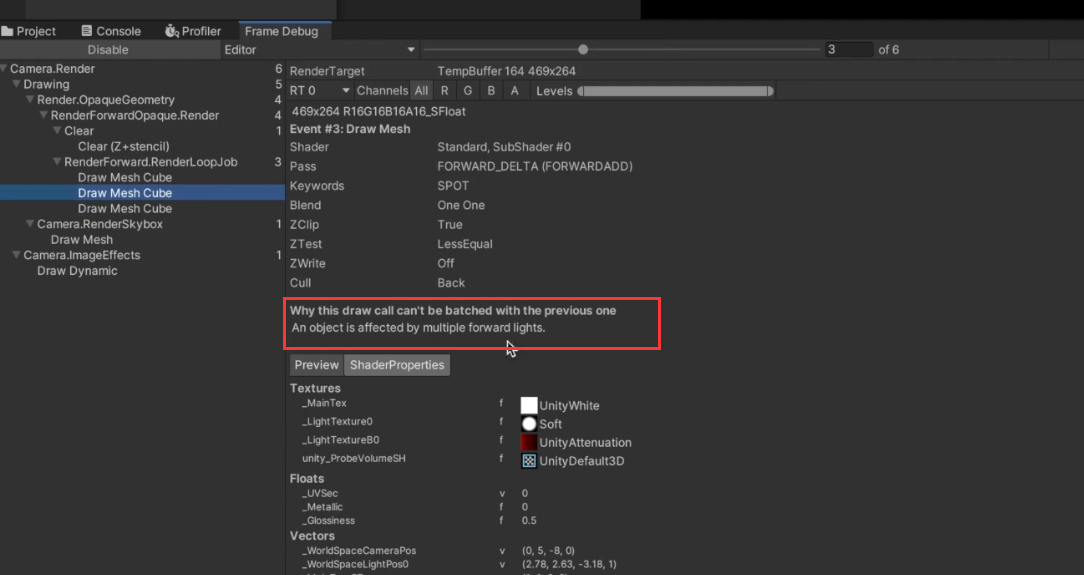 Project Console Profiler Frame Debug
Disable Editor 3 of 6
Camera.Render 6
Drawing 5
Render.OpaqueGeometry 4
RenderForwardOpaque.Render 4
Clear 1
Clear (Z+stencil)
RenderForward.RenderLoopJob 3
Draw Mesh Cube
Draw Mesh Cube
Draw Mesh Cube
Camera.RenderSkybox 1
Draw Mesh
Camera.ImageEffects 1
Draw Dynamic
RenderTarget TempBuffer 164 469x264
RT 0 Channels All R G B A Levels
469x264 R16G16B16A16_SFloat
Event #3: Draw Mesh
Shader Standard, SubShader #0
Pass FORWARD_DELTA (FORWARDADD)
Keywords SPOT
Blend One One
ZClip True
ZTest LessEqual
ZWrite Off
Cull Back
Why this draw call can't be batched with the previous one
An object is affected by multiple forward lights.
Preview ShaderProperties
Textures
_MainTex f UnityWhite
_LightTexture0 f Soft
_LightTextureB0 f UnityAttenuation
unity_ProbeVolumeSH f UnityDefault3D
Floats
_UVSec v 0
_Metallic f 0
_Glossiness f 0.5
Vectors
_WorldSpaceCameraPos v (0, 5, -8, 0)
_WorldSpaceLightPos0 v (2.78, 2.63, -3.18, 1)